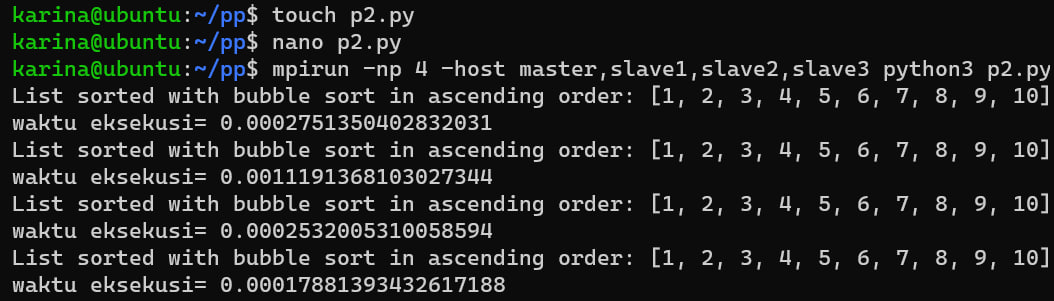 karina@ubuntu:~/pp$ touch p2.py
karina@ubuntu:~/pp$ nano p2.py
karina@ubuntu:~/pp$ mpirun -np 4 -host master,slave1,slave2,slave3 python3 p2.py
List sorted with bubble sort in ascending order: [1, 2, 3, 4, 5, 6, 7, 8, 9, 10]
waktu eksekusi= 0.0002751350402832031
List sorted with bubble sort in ascending order: [1, 2, 3, 4, 5, 6, 7, 8, 9, 10]
waktu eksekusi= 0.0011191368103027344
List sorted with bubble sort in ascending order: [1, 2, 3, 4, 5, 6, 7, 8, 9, 10]
waktu eksekusi= 0.0002532005310058594
List sorted with bubble sort in ascending order: [1, 2, 3, 4, 5, 6, 7, 8, 9, 10]
waktu eksekusi= 0.00017881393432617188